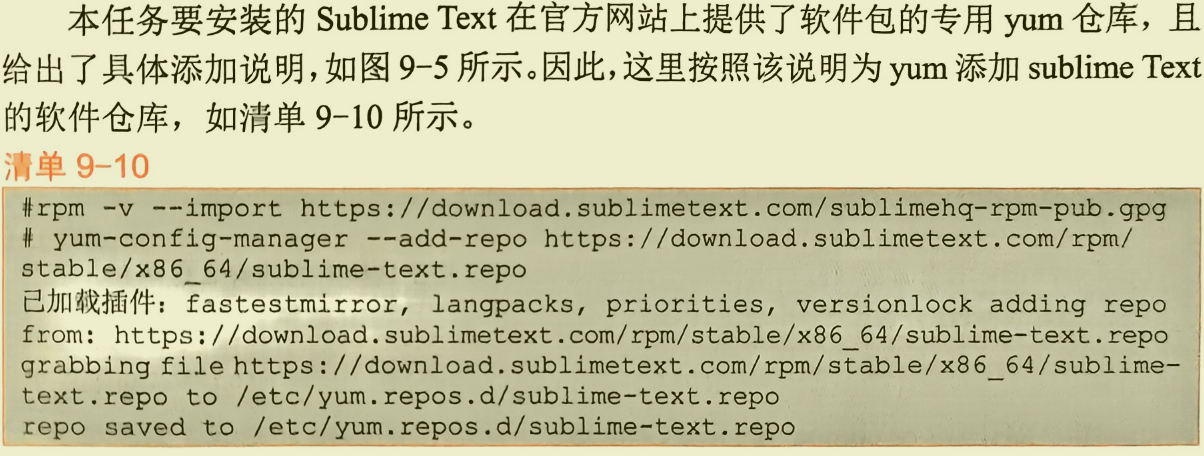 本任务要安装的 Sublime Text 在官方网站上提供了软件包的专用 yum 仓库，且
给出了具体添加说明，如图 9-5 所示。因此，这里按照该说明为 yum 添加 sublime Text
的软件仓库，如清单 9-10 所示。
清单 9-10
#rpm -v --import https://download.sublimetext.com/sublimehq-rpm-pub.gpg
# yum-config-manager --add-repo https://download.sublimetext.com/rpm/
stable/x86_64/sublime-text.repo
已加载插件：fastestmirror, langpacks, priorities, versionlock adding repo
from: https://download.sublimetext.com/rpm/stable/x86_64/sublime-text.repo
grabbing file https://download.sublimetext.com/rpm/stable/x86_64/sublime-
text.repo to /etc/yum.repos.d/sublime-text.repo
repo saved to /etc/yum.repos.d/sublime-text.repo